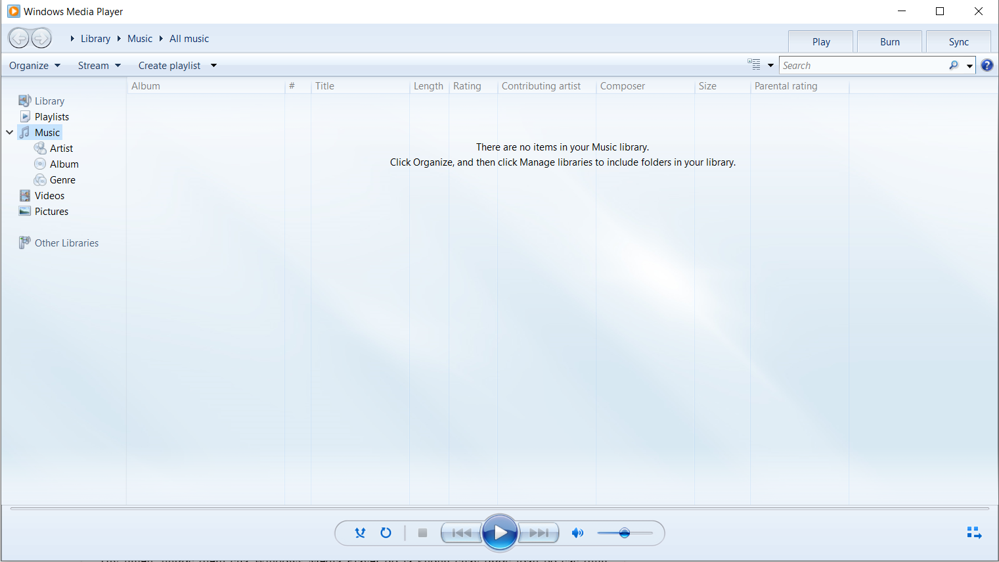 Windows Media Player
Library Music All music
Play Burn Sync
Organize Stream Create playlist
Search
Album # Title Length Rating Contributing artist Composer Size Parental rating
Library
Playlists
Music
Artist
Album
Genre
Videos
Pictures
Other Libraries
There are no items in your Music library.
Click Organize, and then click Manage libraries to include folders in your library.